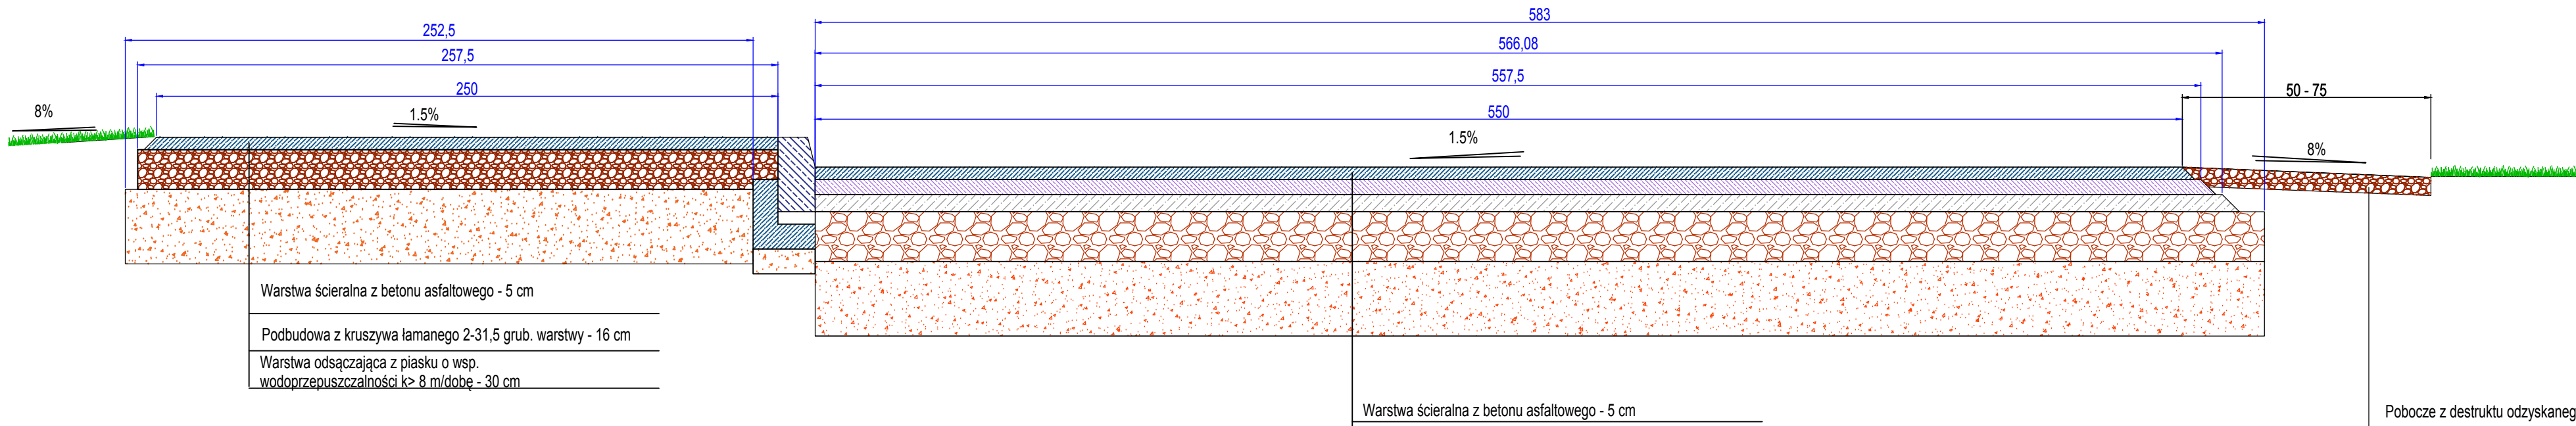 583
252,5
566,08
257,5
557,5
250
50 - 75
8%
1.5%
550
1.5%
8%
Warstwa ścieralna z betonu asfaltowego - 5 cm
Podbudowa z kruszywa łamanego 2-31,5 grub. warstwy - 16 cm
Warstwa odsączająca z piasku o wsp.
wodoprzepuszczalności k> 8 m/dobę - 30 cm
Warstwa ścieralna z betonu asfaltowego - 5 cm
Pobocze z destruktu odzyskaneg